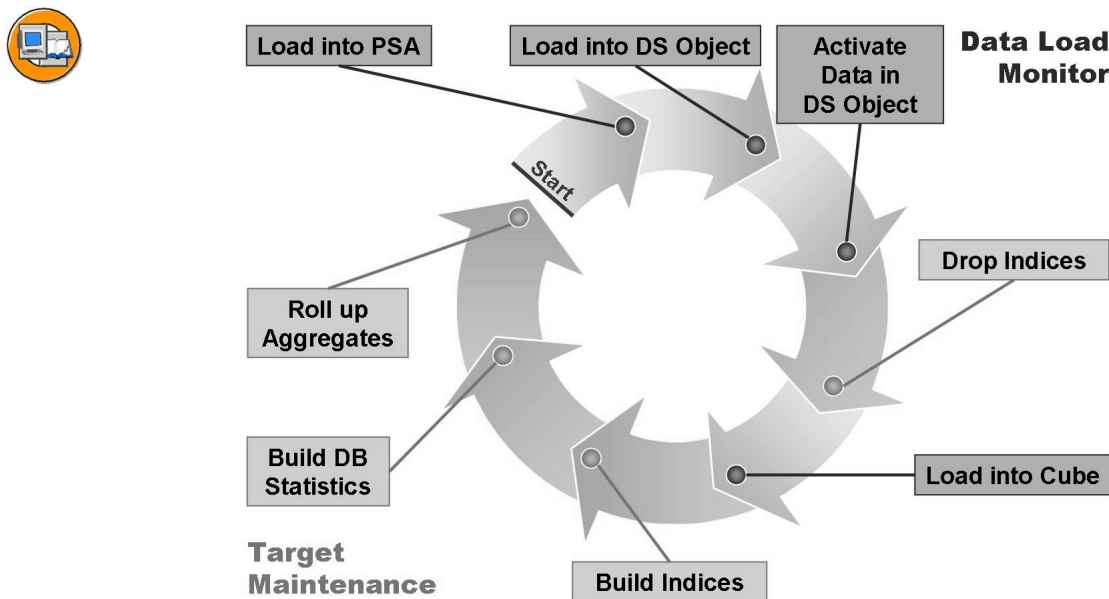 Load into PSA
Load into DS Object
Activate
Data in
DS Object
Data Load
Monitor
Start
Drop Indices
Roll up
Aggregates
Build DB
Statistics
Load into Cube
Target
Maintenance
Build Indices